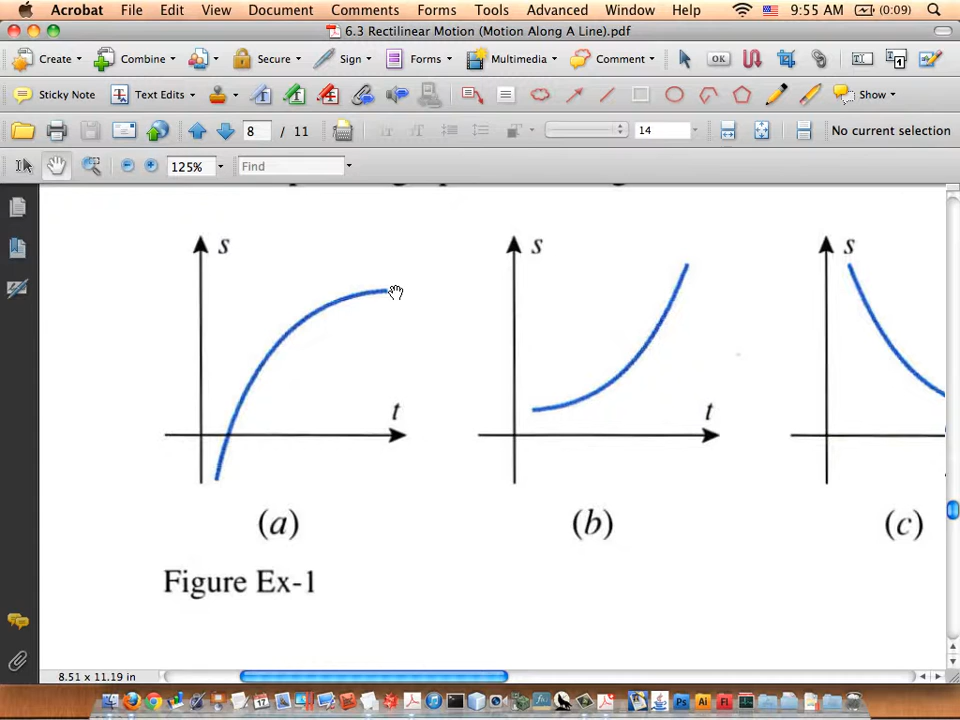 Acrobat File Edit View Document Comments Forms Tools Advanced Window Help 9:55 AM (0:09)
6.3 Rectilinear Motion (Motion Along A Line).pdf
Create Combine Secure Sign Forms Multimedia Comment OK
Sticky Note Text Edits Show
8 / 11 14 No current selection
125% Find
s s s
t t
(a) (b) (c)
Figure Ex-1
8.51 x 11.19 in